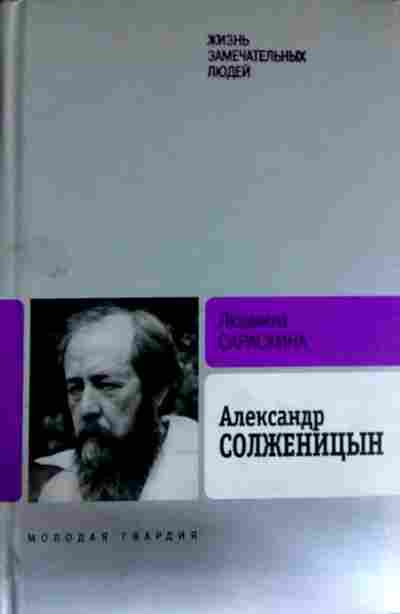 ЖИЗНЬ
ЗАМЕЧАТЕЛЬНЫХ
ЛЮДЕЙ
Людмила
САРАСКИНА
Александр
СОЛЖЕНИЦЫН
МОЛОДАЯ ГВАРДИЯ